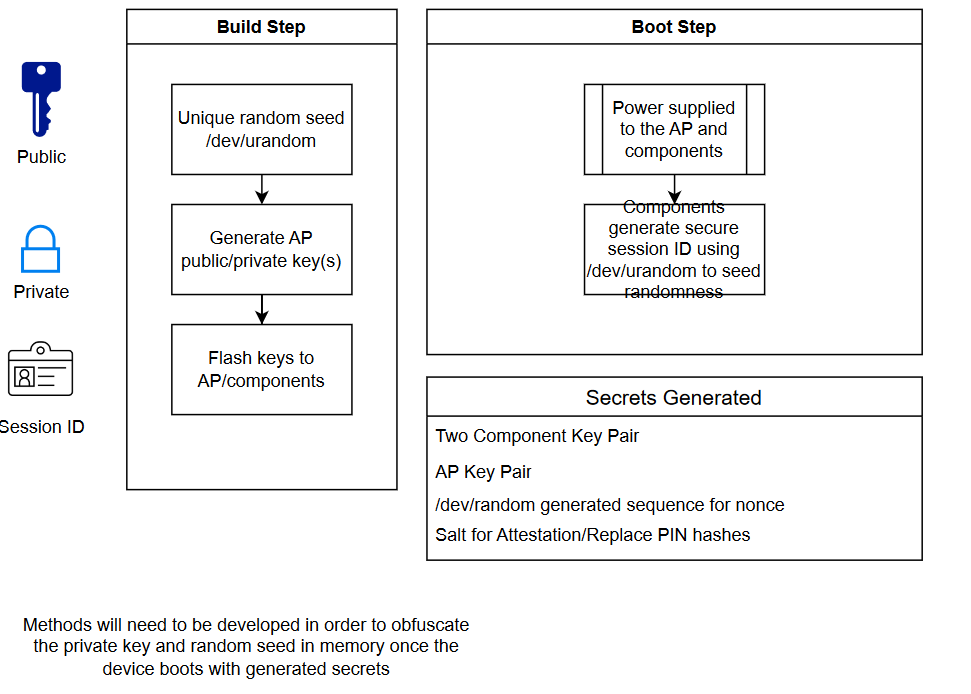 Public
Private
Session ID
Build Step
Unique random seed
/dev/urandom
Generate AP
public/private key(s)
Flash keys to
AP/components
Boot Step
Power supplied
to the AP and
components
Components
generate secure
session ID using
/dev/urandom to seed
randomness
Secrets Generated
Two Component Key Pair
AP Key Pair
/dev/random generated sequence for nonce
Salt for Attestation/Replace PIN hashes
Methods will need to be developed in order to obfuscate
the private key and random seed in memory once the
device boots with generated secrets